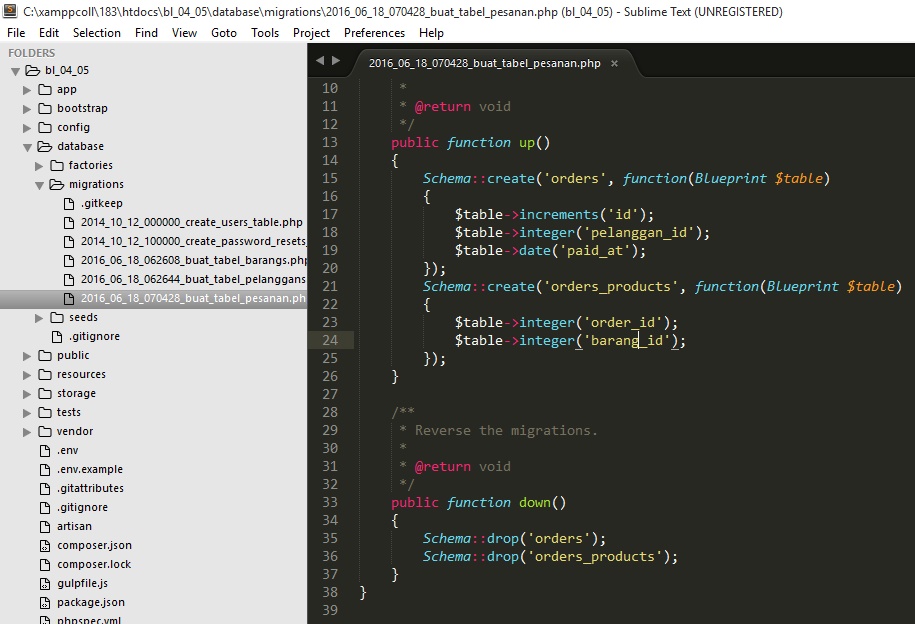 C:\xamppcoll\183\htdocs\bl_04_05\database\migrations\2016_06_18_070428_buat_tabel_pesanan.php (bl_04_05) - Sublime Text (UNREGISTERED)
File Edit Selection Find View Goto Tools Project Preferences Help
FOLDERS
bl_04_05
app
bootstrap
config
database
factories
migrations
.gitkeep
2014_10_12_000000_create_users_table.php
2014_10_12_100000_create_password_resets_
2016_06_18_062608_buat_tabel_barangs.php
2016_06_18_062644_buat_tabel_pelanggans
2016_06_18_070428_buat_tabel_pesanan.ph
seeds
.gitignore
public
resources
storage
tests
vendor
.env
.env.example
.gitattributes
.gitignore
artisan
composer.json
composer.lock
gulpfile.js
package.json
phpspec.yml
2016_06_18_070428_buat_tabel_pesanan.php ×
10 *
11 * @return void
12 */
13 public function up()
14 {
15 Schema::create('orders', function(Blueprint $table)
16 {
17 $table->increments('id');
18 $table->integer('pelanggan_id');
19 $table->date('paid_at');
20 });
21 Schema::create('orders_products', function(Blueprint $table)
22 {
23 $table->integer('order_id');
24 $table->integer('barang_id');
25 });
26 }
27
28 /**
29 * Reverse the migrations.
30 *
31 * @return void
32 */
33 public function down()
34 {
35 Schema::drop('orders');
36 Schema::drop('orders_products');
37 }
38 }
39